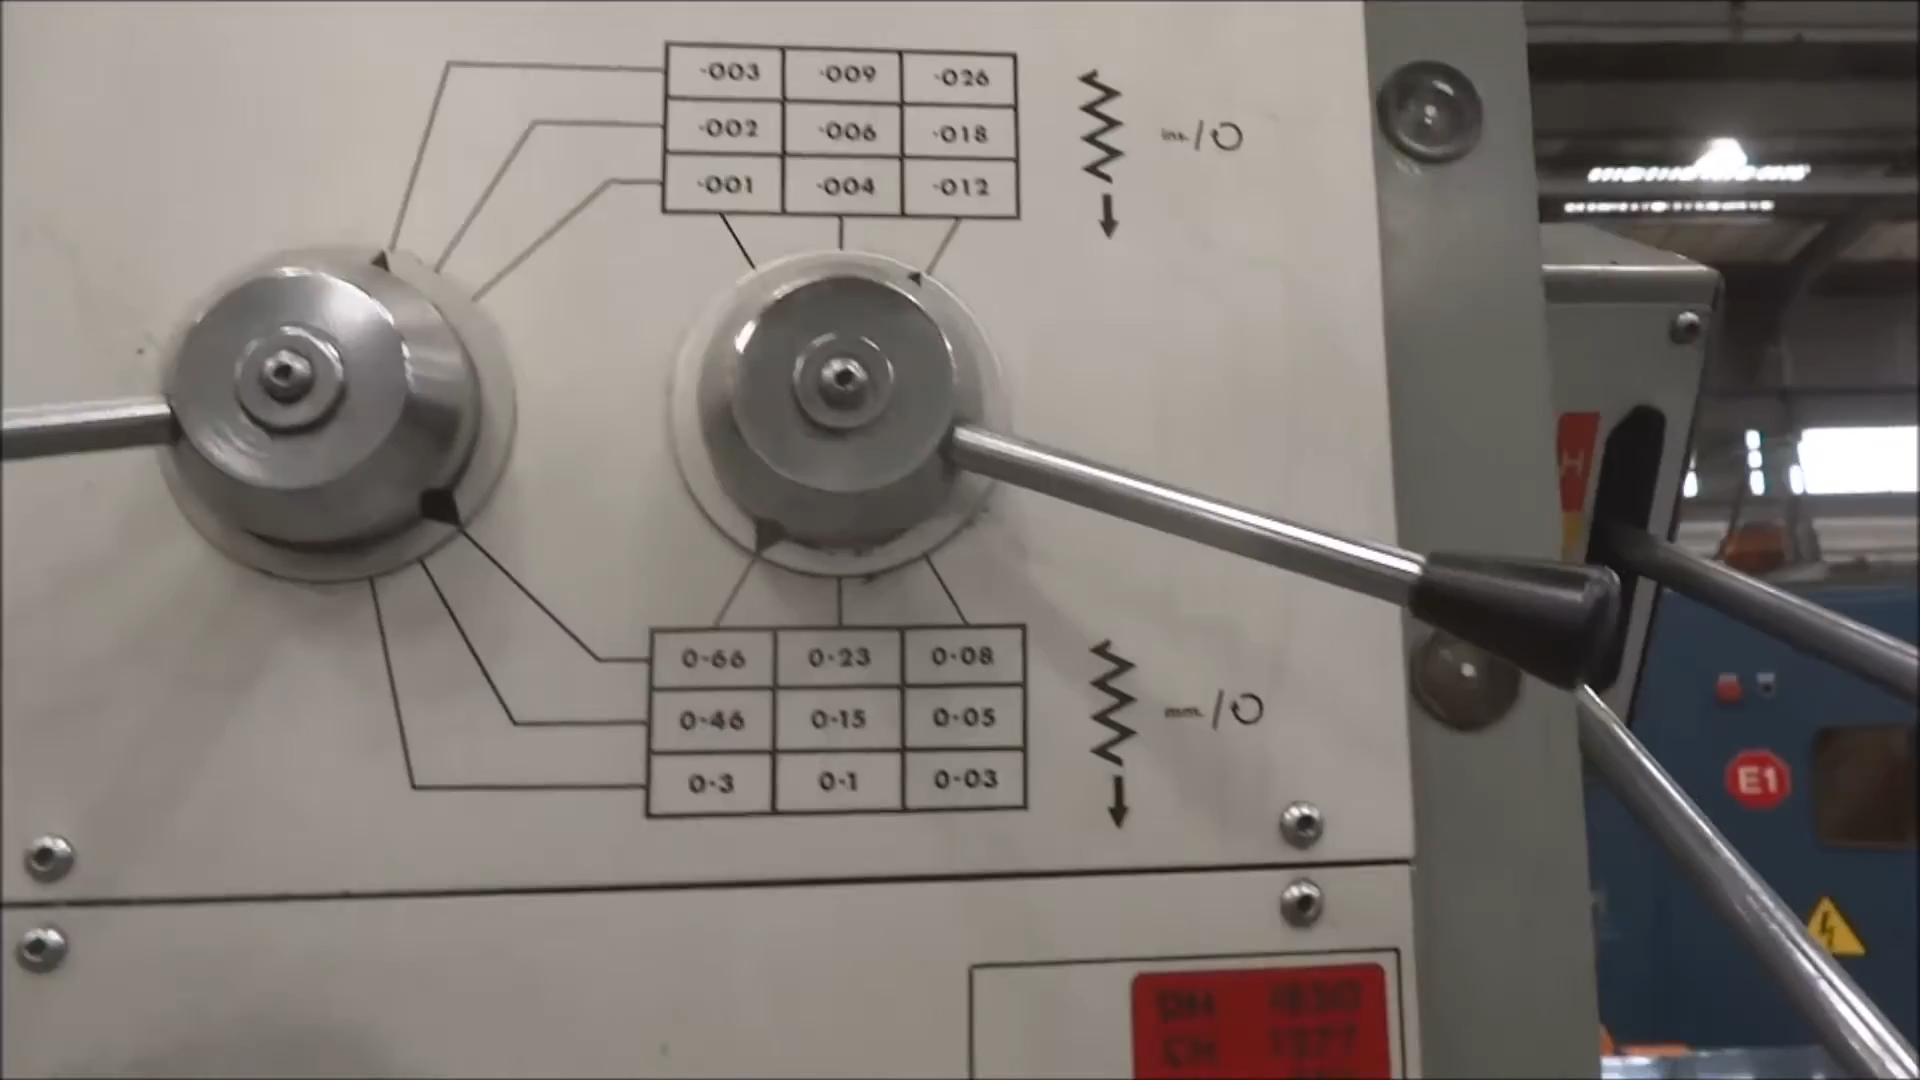 ·003 ·009 ·026
·002 ·006 ·018
·001 ·004 ·012
ins./
0·66 0·23 0·08
0·46 0·15 0·05
0·3 0·1 0·03
mm./
H
E1